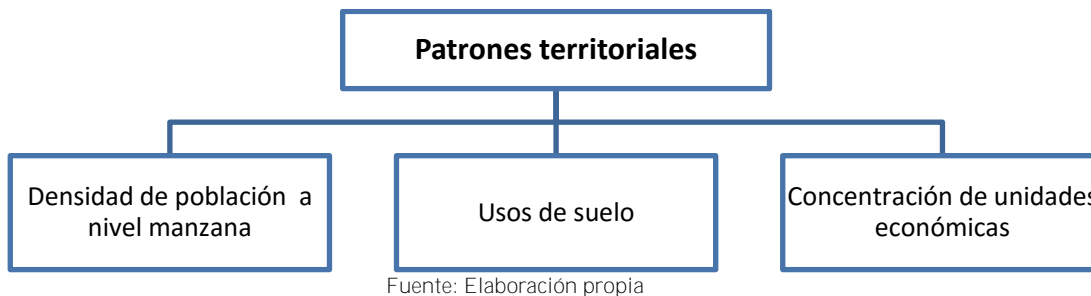 Patrones territoriales
Densidad de población a
nivel manzana
Usos de suelo
Concentración de unidades
económicas
Fuente: Elaboración propia